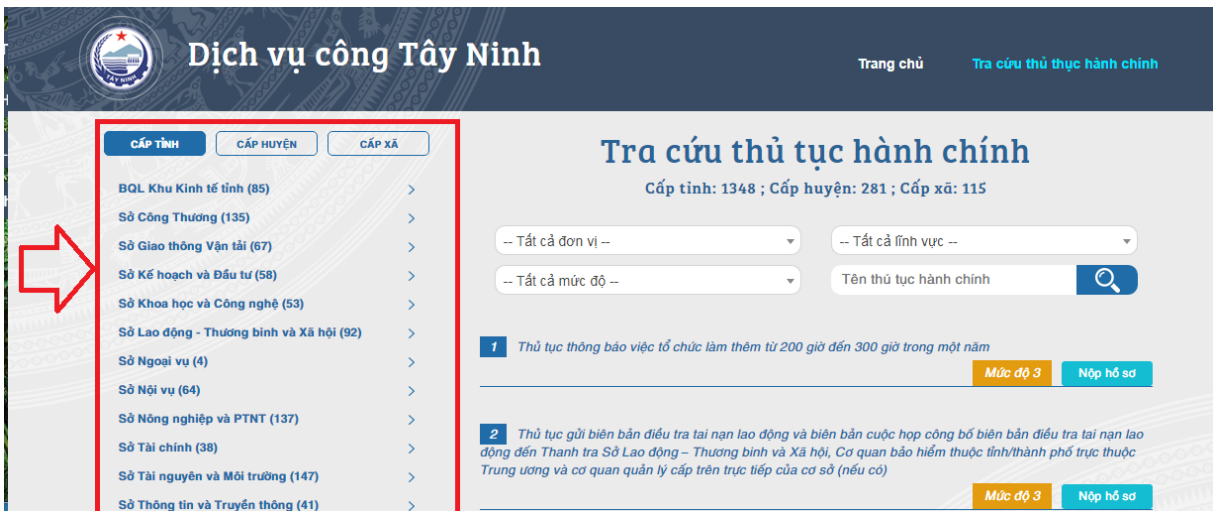 Dịch vụ công Tây Ninh
TÂY NINH
Trang chủ
Tra cứu thủ thục hành chính
CẤP TỈNH
CẤP HUYỆN
CẤP XÃ
BQL Khu Kinh tế tỉnh (85)
Sở Công Thương (135)
Sở Giao thông Vận tải (67)
Sở Kế hoạch và Đầu tư (58)
Sở Khoa học và Công nghệ (53)
Sở Lao động - Thương binh và Xã hội (92)
Sở Ngoại vụ (4)
Sở Nội vụ (64)
Sở Nông nghiệp và PTNT (137)
Sở Tài chính (38)
Sở Tài nguyên và Môi trường (147)
Sở Thông tin và Truyền thông (41)
Tra cứu thủ tục hành chính
Cấp tỉnh: 1348 ; Cấp huyện: 281 ; Cấp xã: 115
-- Tất cả đơn vị --
-- Tất cả lĩnh vực --
-- Tất cả mức độ --
Tên thủ tục hành chính
1 Thủ tục thông báo việc tổ chức làm thêm từ 200 giờ đến 300 giờ trong một năm
Mức độ 3
Nộp hồ sơ
2 Thủ tục gửi biên bản điều tra tai nạn lao động và biên bản cuộc họp công bố biên bản điều tra tai nạn lao
động đến Thanh tra Sở Lao động – Thương binh và Xã hội, Cơ quan bảo hiểm thuộc tỉnh/thành phố trực thuộc
Trung ương và cơ quan quản lý cấp trên trực tiếp của cơ sở (nếu có)
Mức độ 3
Nộp hồ sơ